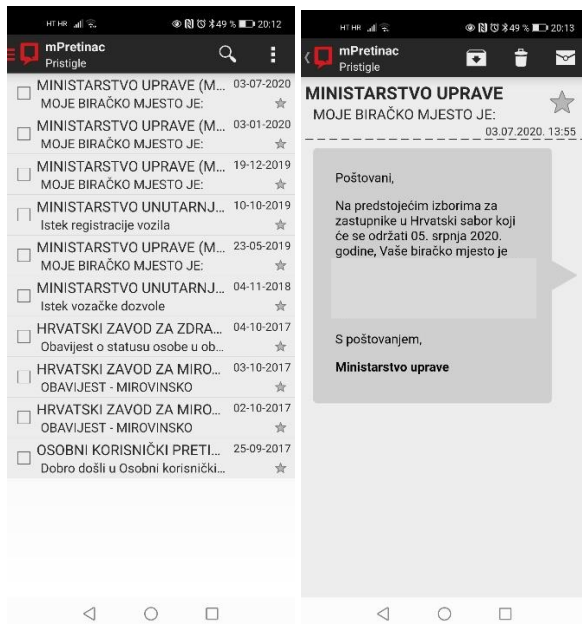 HT HR 49 % 20:12
mPretinac
Pristigle
MINISTARSTVO UPRAVE (M... 03-07-2020
MOJE BIRAČKO MJESTO JE:
MINISTARSTVO UPRAVE (M... 03-01-2020
MOJE BIRAČKO MJESTO JE:
MINISTARSTVO UPRAVE (M... 19-12-2019
MOJE BIRAČKO MJESTO JE:
MINISTARSTVO UNUTARNJ... 10-10-2019
Istek registracije vozila
MINISTARSTVO UPRAVE (M... 23-05-2019
MOJE BIRAČKO MJESTO JE:
MINISTARSTVO UNUTARNJ... 04-11-2018
Istek vozačke dozvole
HRVATSKI ZAVOD ZA ZDRA... 04-10-2017
Obavijest o statusu osobe u ob...
HRVATSKI ZAVOD ZA MIRO... 03-10-2017
OBAVIJEST - MIROVINSKO
HRVATSKI ZAVOD ZA MIRO... 02-10-2017
OBAVIJEST - MIROVINSKO
OSOBNI KORISNIČKI PRETI... 25-09-2017
Dobro došli u Osobni korisnički...
HT HR 49 % 20:13
mPretinac
Pristigle
MINISTARSTVO UPRAVE
MOJE BIRAČKO MJESTO JE:
03.07.2020. 13:55
Poštovani,
Na predstojećim izborima za
zastupnike u Hrvatski sabor koji
će se održati 05. srpnja 2020.
godine, Vaše biračko mjesto je
S poštovanjem,
Ministarstvo uprave